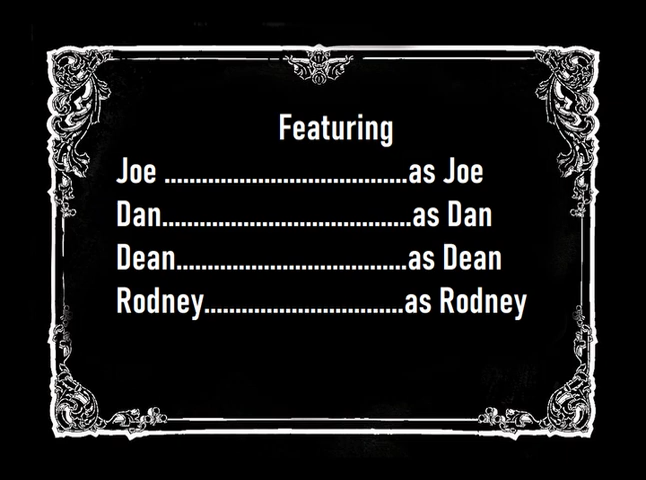 Featuring
Joe .......................................as Joe
Dan........................................as Dan
Dean.....................................as Dean
Rodney................................as Rodney